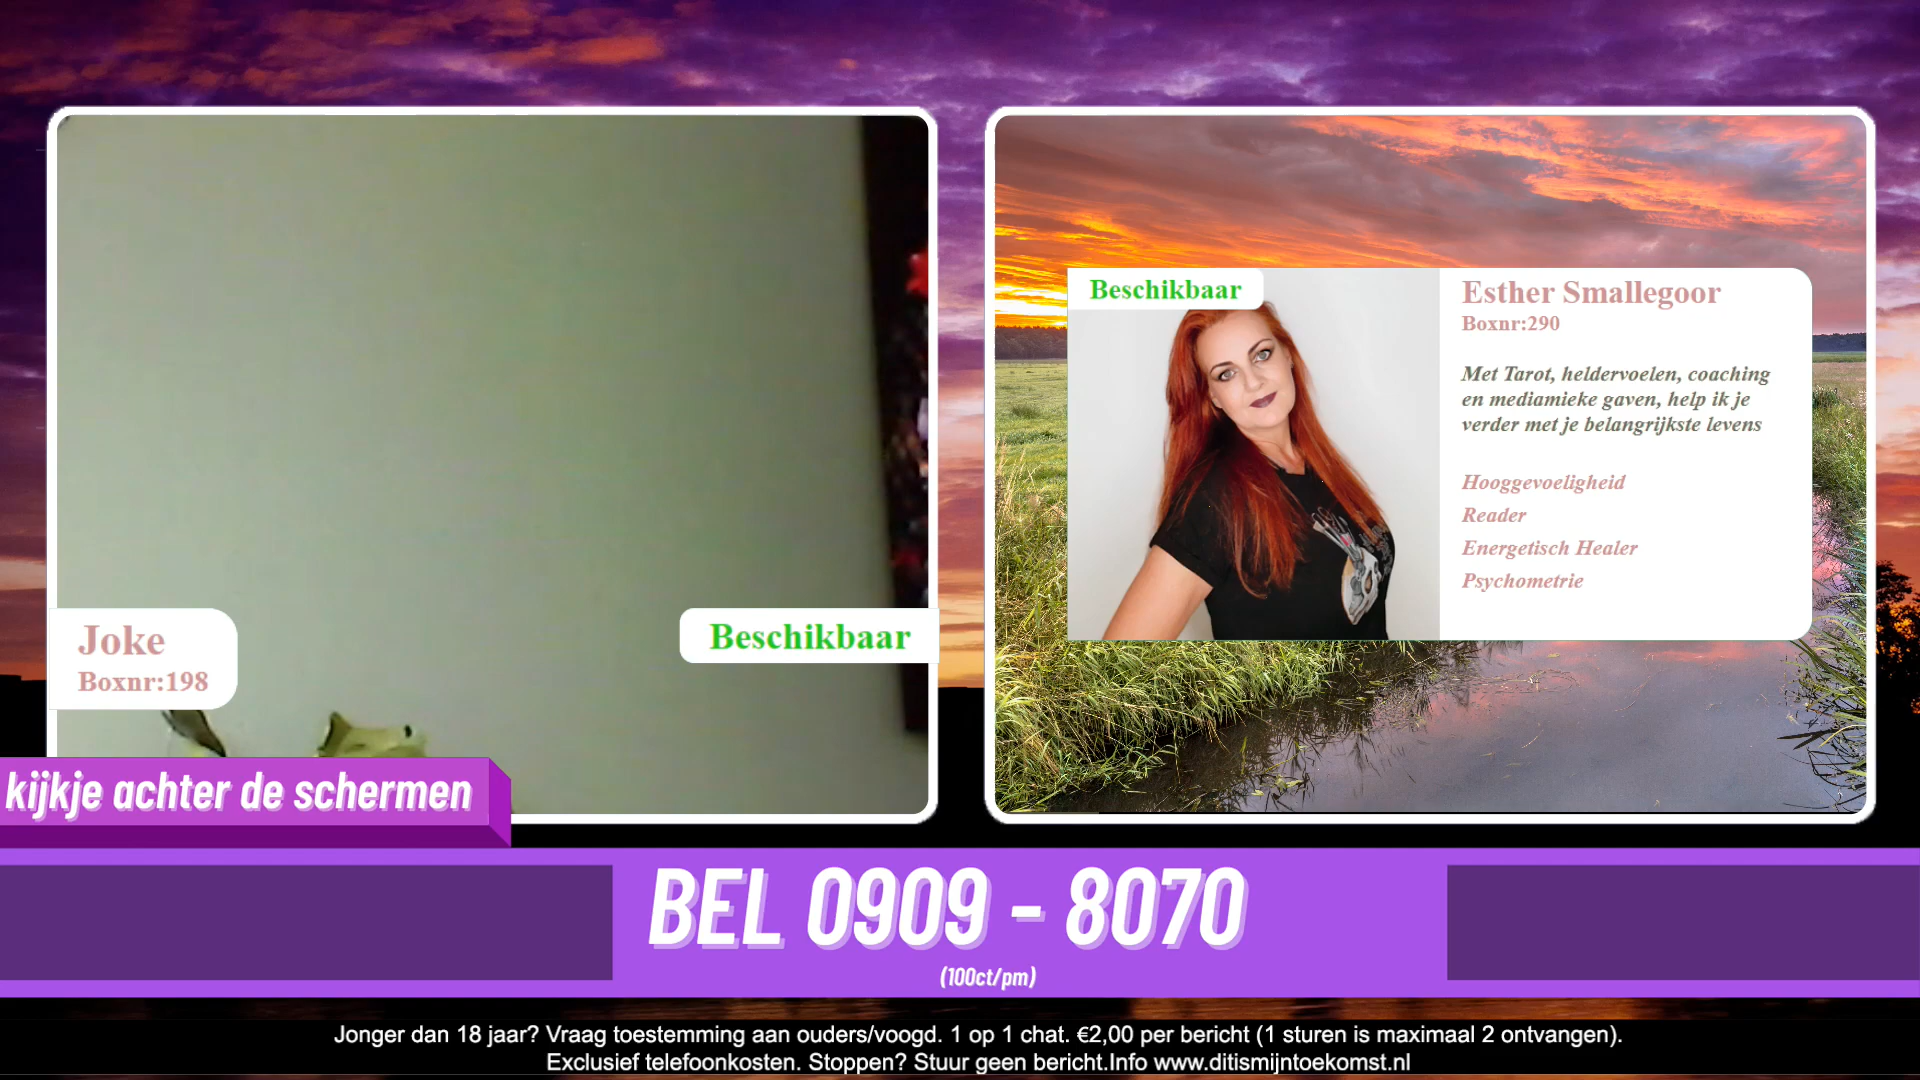 Joke
Boxnr:198
Beschikbaar
kijkje achter de schermen
Beschikbaar
Esther Smallegoor
Boxnr:290
Met Tarot, heldervoelen, coaching
en mediamieke gaven, help ik je
verder met je belangrijkste levens
Hooggevoeligheid
Reader
Energetisch Healer
Psychometrie
BEL 0909 - 8070
(100ct/pm)
Jonger dan 18 jaar? Vraag toestemming aan ouders/voogd. 1 op 1 chat. €2,00 per bericht (1 sturen is maximaal 2 ontvangen).
Exclusief telefoonkosten. Stoppen? Stuur geen bericht.Info www.ditismijntoekomst.nl